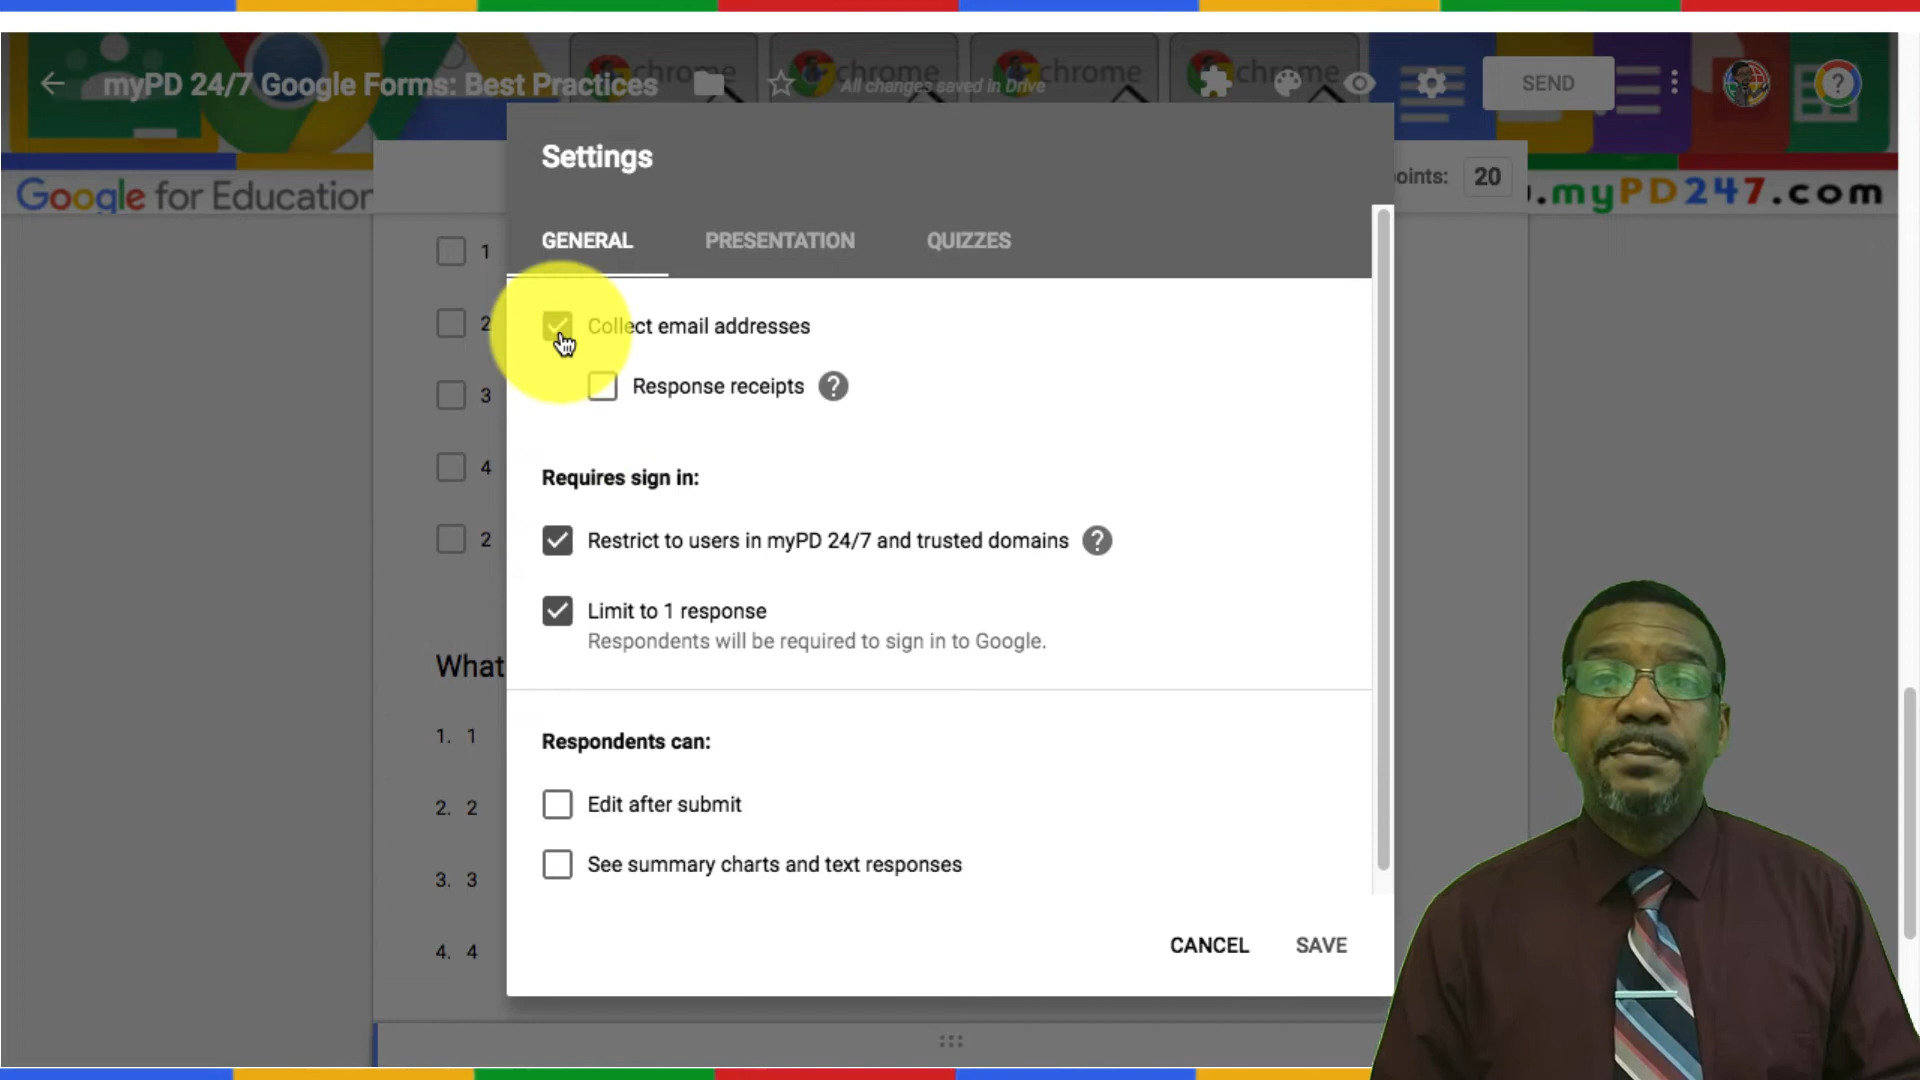 myPD 24/7 Google Forms: Best Practices
All changes saved in Drive
SEND
chrome chrome chrome chrome
Settings
Points: 20
Google for Education
.myPD247.com
GENERAL PRESENTATION QUIZZES
1
2
3
4
2
Collect email addresses
Response receipts
Requires sign in:
Restrict to users in myPD 24/7 and trusted domains
Limit to 1 response
Respondents will be required to sign in to Google.
What
1. 1
2. 2
3. 3
4. 4
Respondents can:
Edit after submit
See summary charts and text responses
CANCEL SAVE